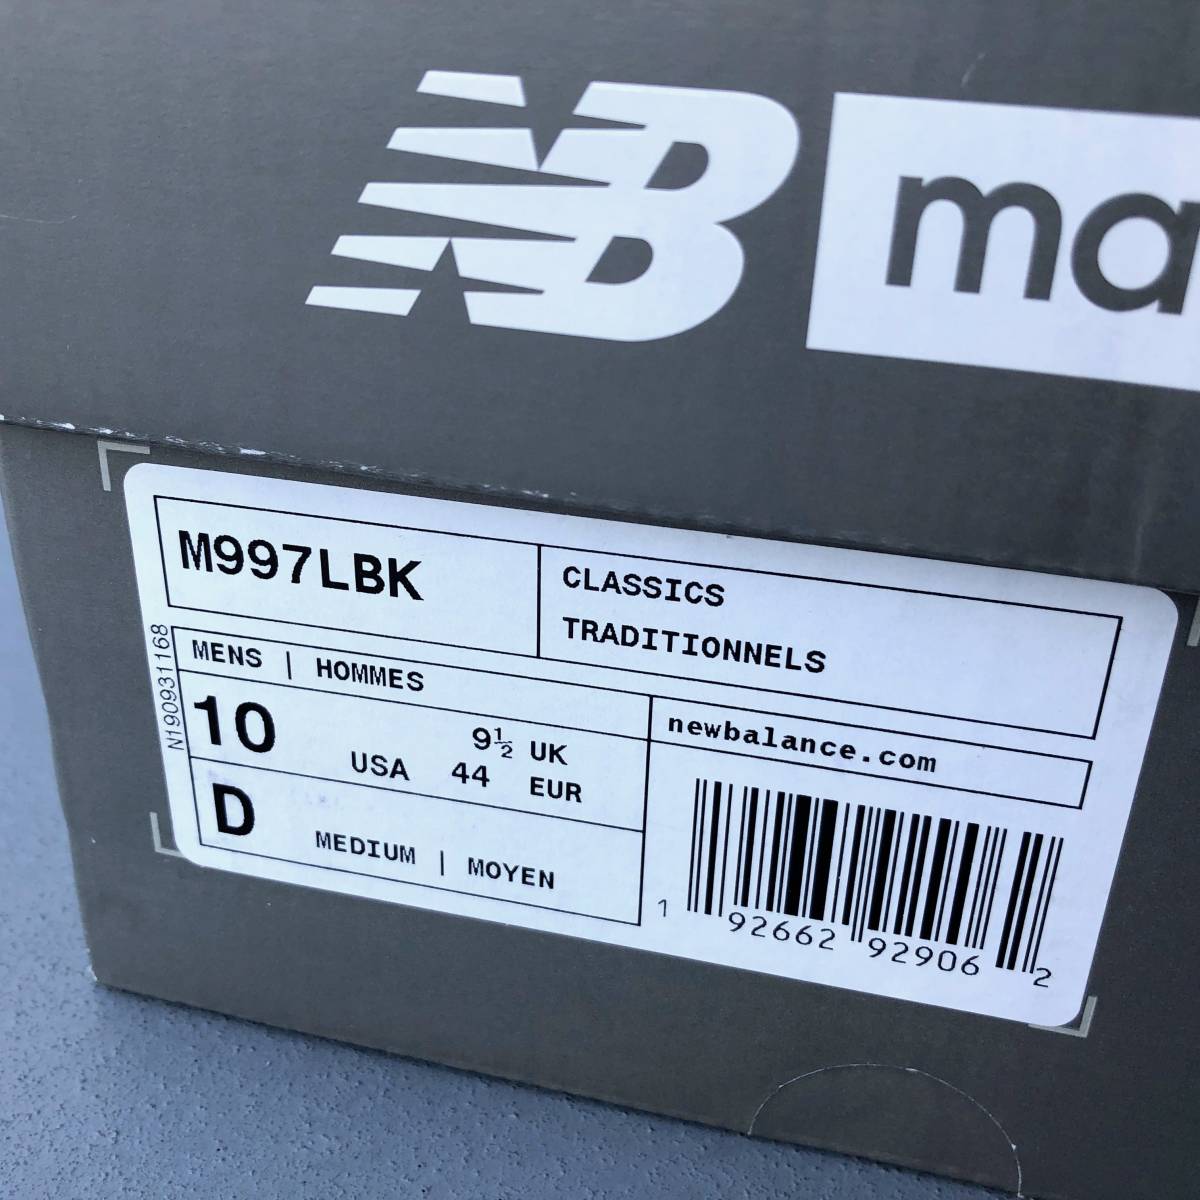 NB ma
M997LBK
CLASSICS
TRADITIONNELS
MENS | HOMMES
10 USA 9½ UK
44 EUR
D MEDIUM | MOYEN
N190931168
newbalance.com
1 92662 92906 2